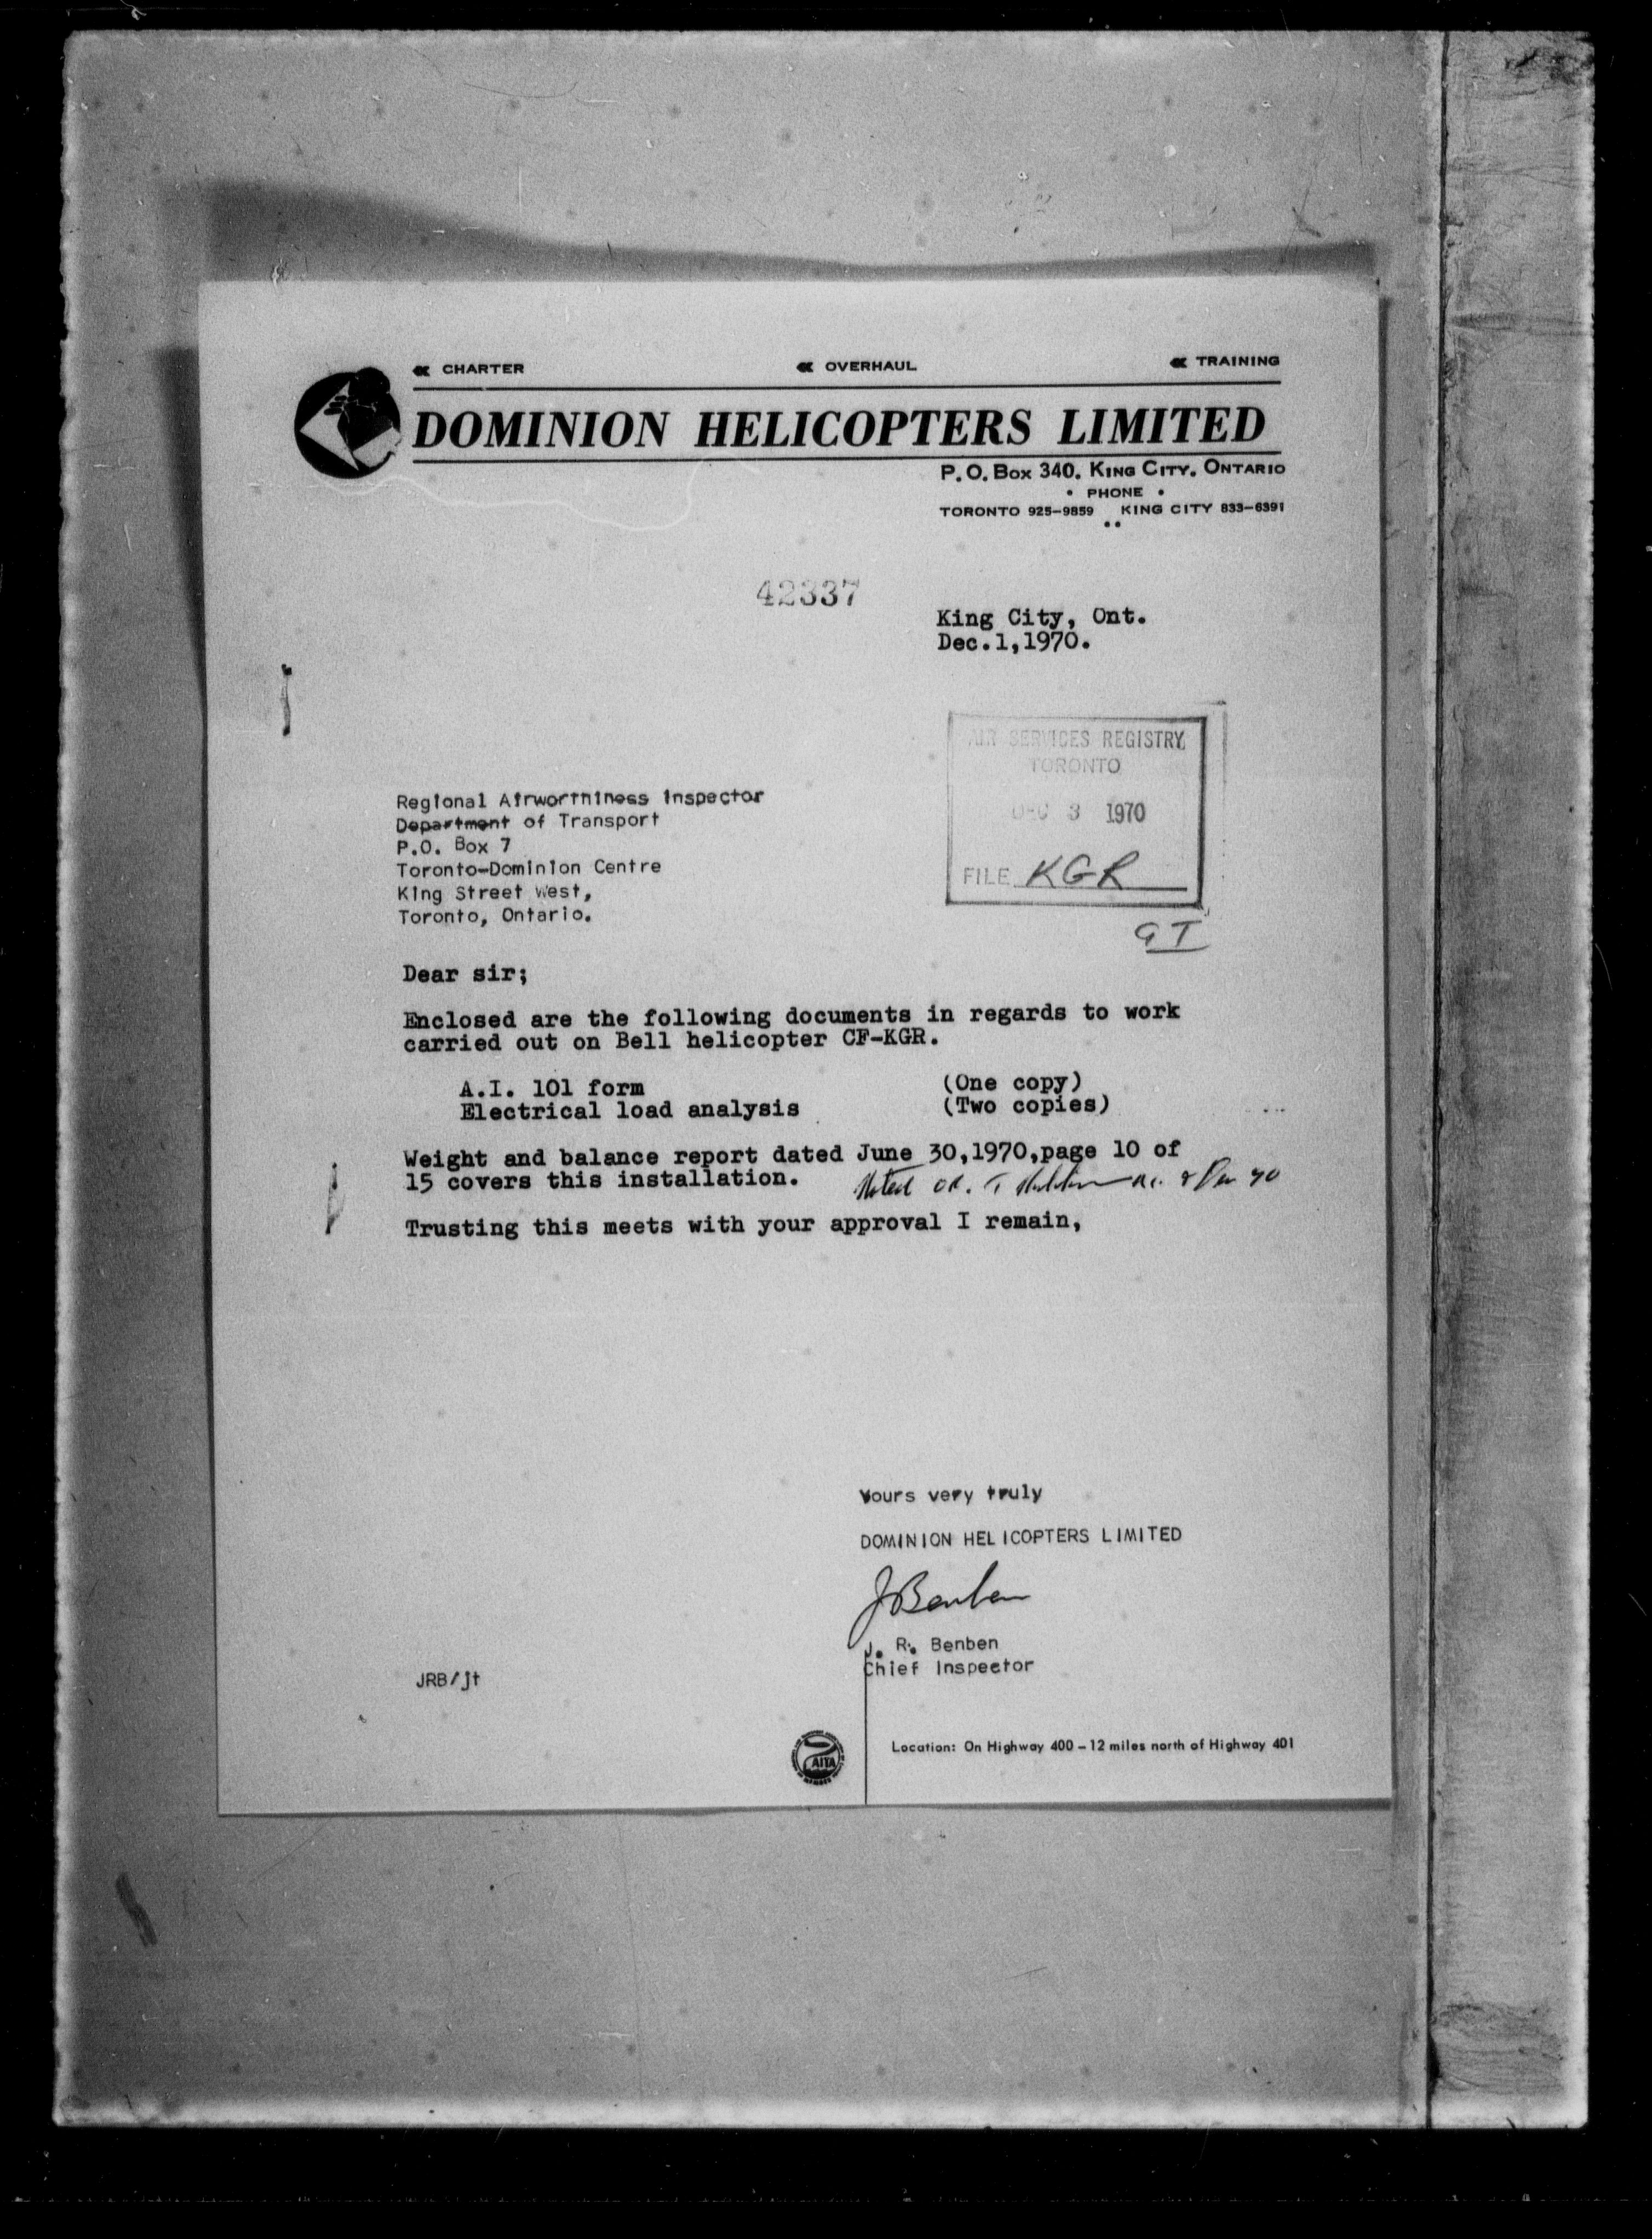 CHARTER OVERHAUL TRAINING
DOMINION HELICOPTERS LIMITED
P.O. BOX 340, KING CITY, ONTARIO
• PHONE •
TORONTO 925-9859 KING CITY 833-6391
42337
King City, Ont.
Dec.1,1970.
AIR SERVICES REGISTRY
TORONTO
DEC 3 1970
FILE KGR
GI
Regional Airworthiness Inspector
Department of Transport
P.O. Box 7
Toronto-Dominion Centre
King Street West,
Toronto, Ontario.
Dear sir;
Enclosed are the following documents in regards to work
carried out on Bell helicopter CF-KGR.
A.I. 101 form (One copy)
Electrical load analysis (Two copies)
Weight and balance report dated June 30,1970,page 10 of
15 covers this installation. Noted OK.
Trusting this meets with your approval I remain,
Yours very truly
DOMINION HELICOPTERS LIMITED
JBenben
J. R. Benben
Chief Inspector
JRB/jt
AITA
Location: On Highway 400 – 12 miles north of Highway 401